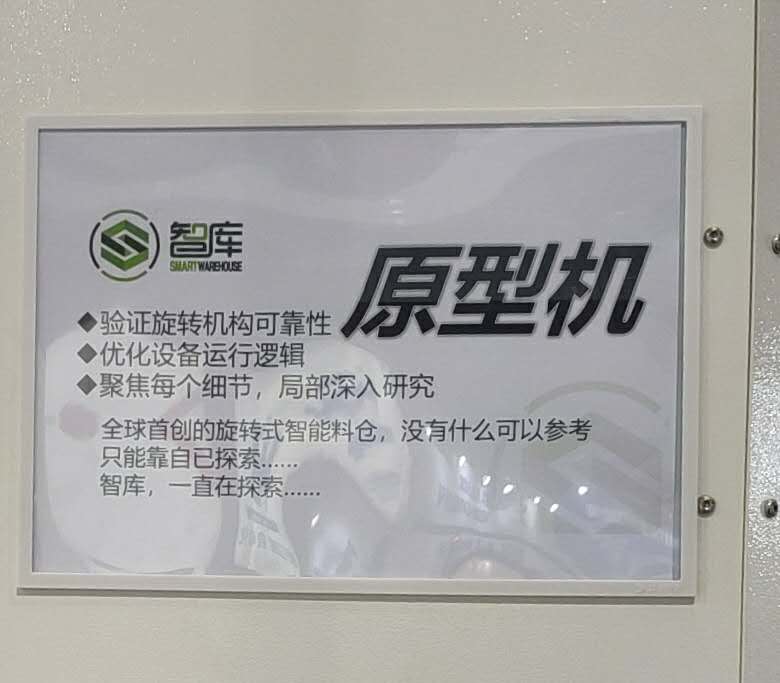 智库
SMARTWAREHOUSE
原型机
◆验证旋转机构可靠性
◆优化设备运行逻辑
◆聚焦每个细节，局部深入研究
全球首创的旋转式智能料仓，没有什么可以参考
只能靠自已探索......
智库，一直在探索......